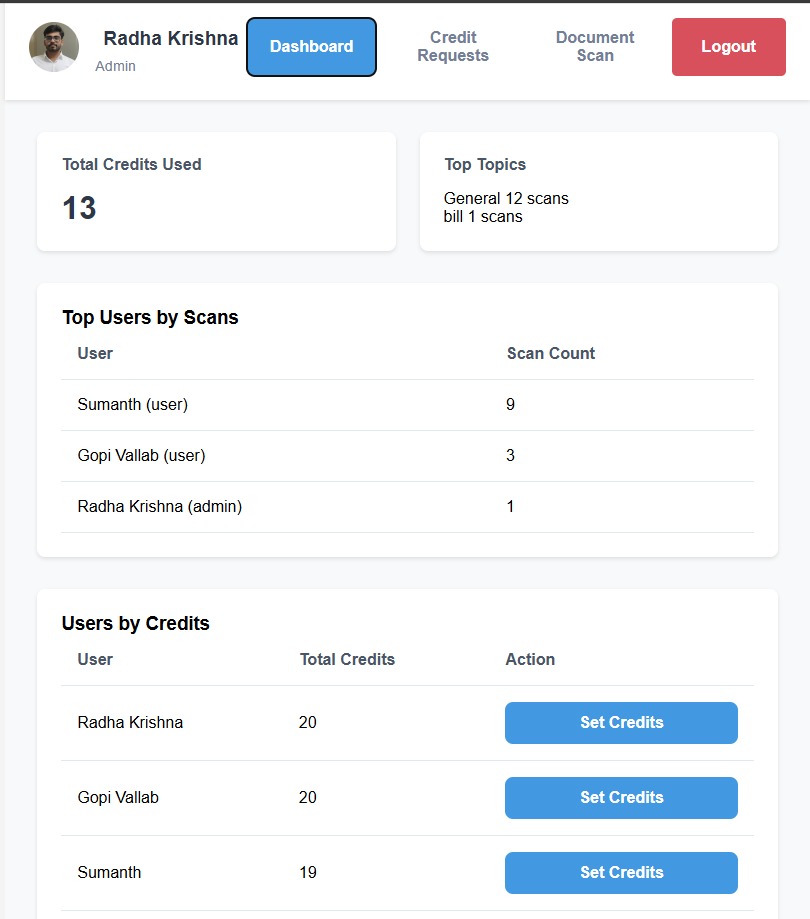 Radha Krishna
Admin
Dashboard
Credit
Requests
Document
Scan
Logout
Total Credits Used
13
Top Topics
General 12 scans
bill 1 scans
Top Users by Scans
User Scan Count
Sumanth (user) 9
Gopi Vallab (user) 3
Radha Krishna (admin) 1
Users by Credits
User Total Credits Action
Radha Krishna 20 Set Credits
Gopi Vallab 20 Set Credits
Sumanth 19 Set Credits